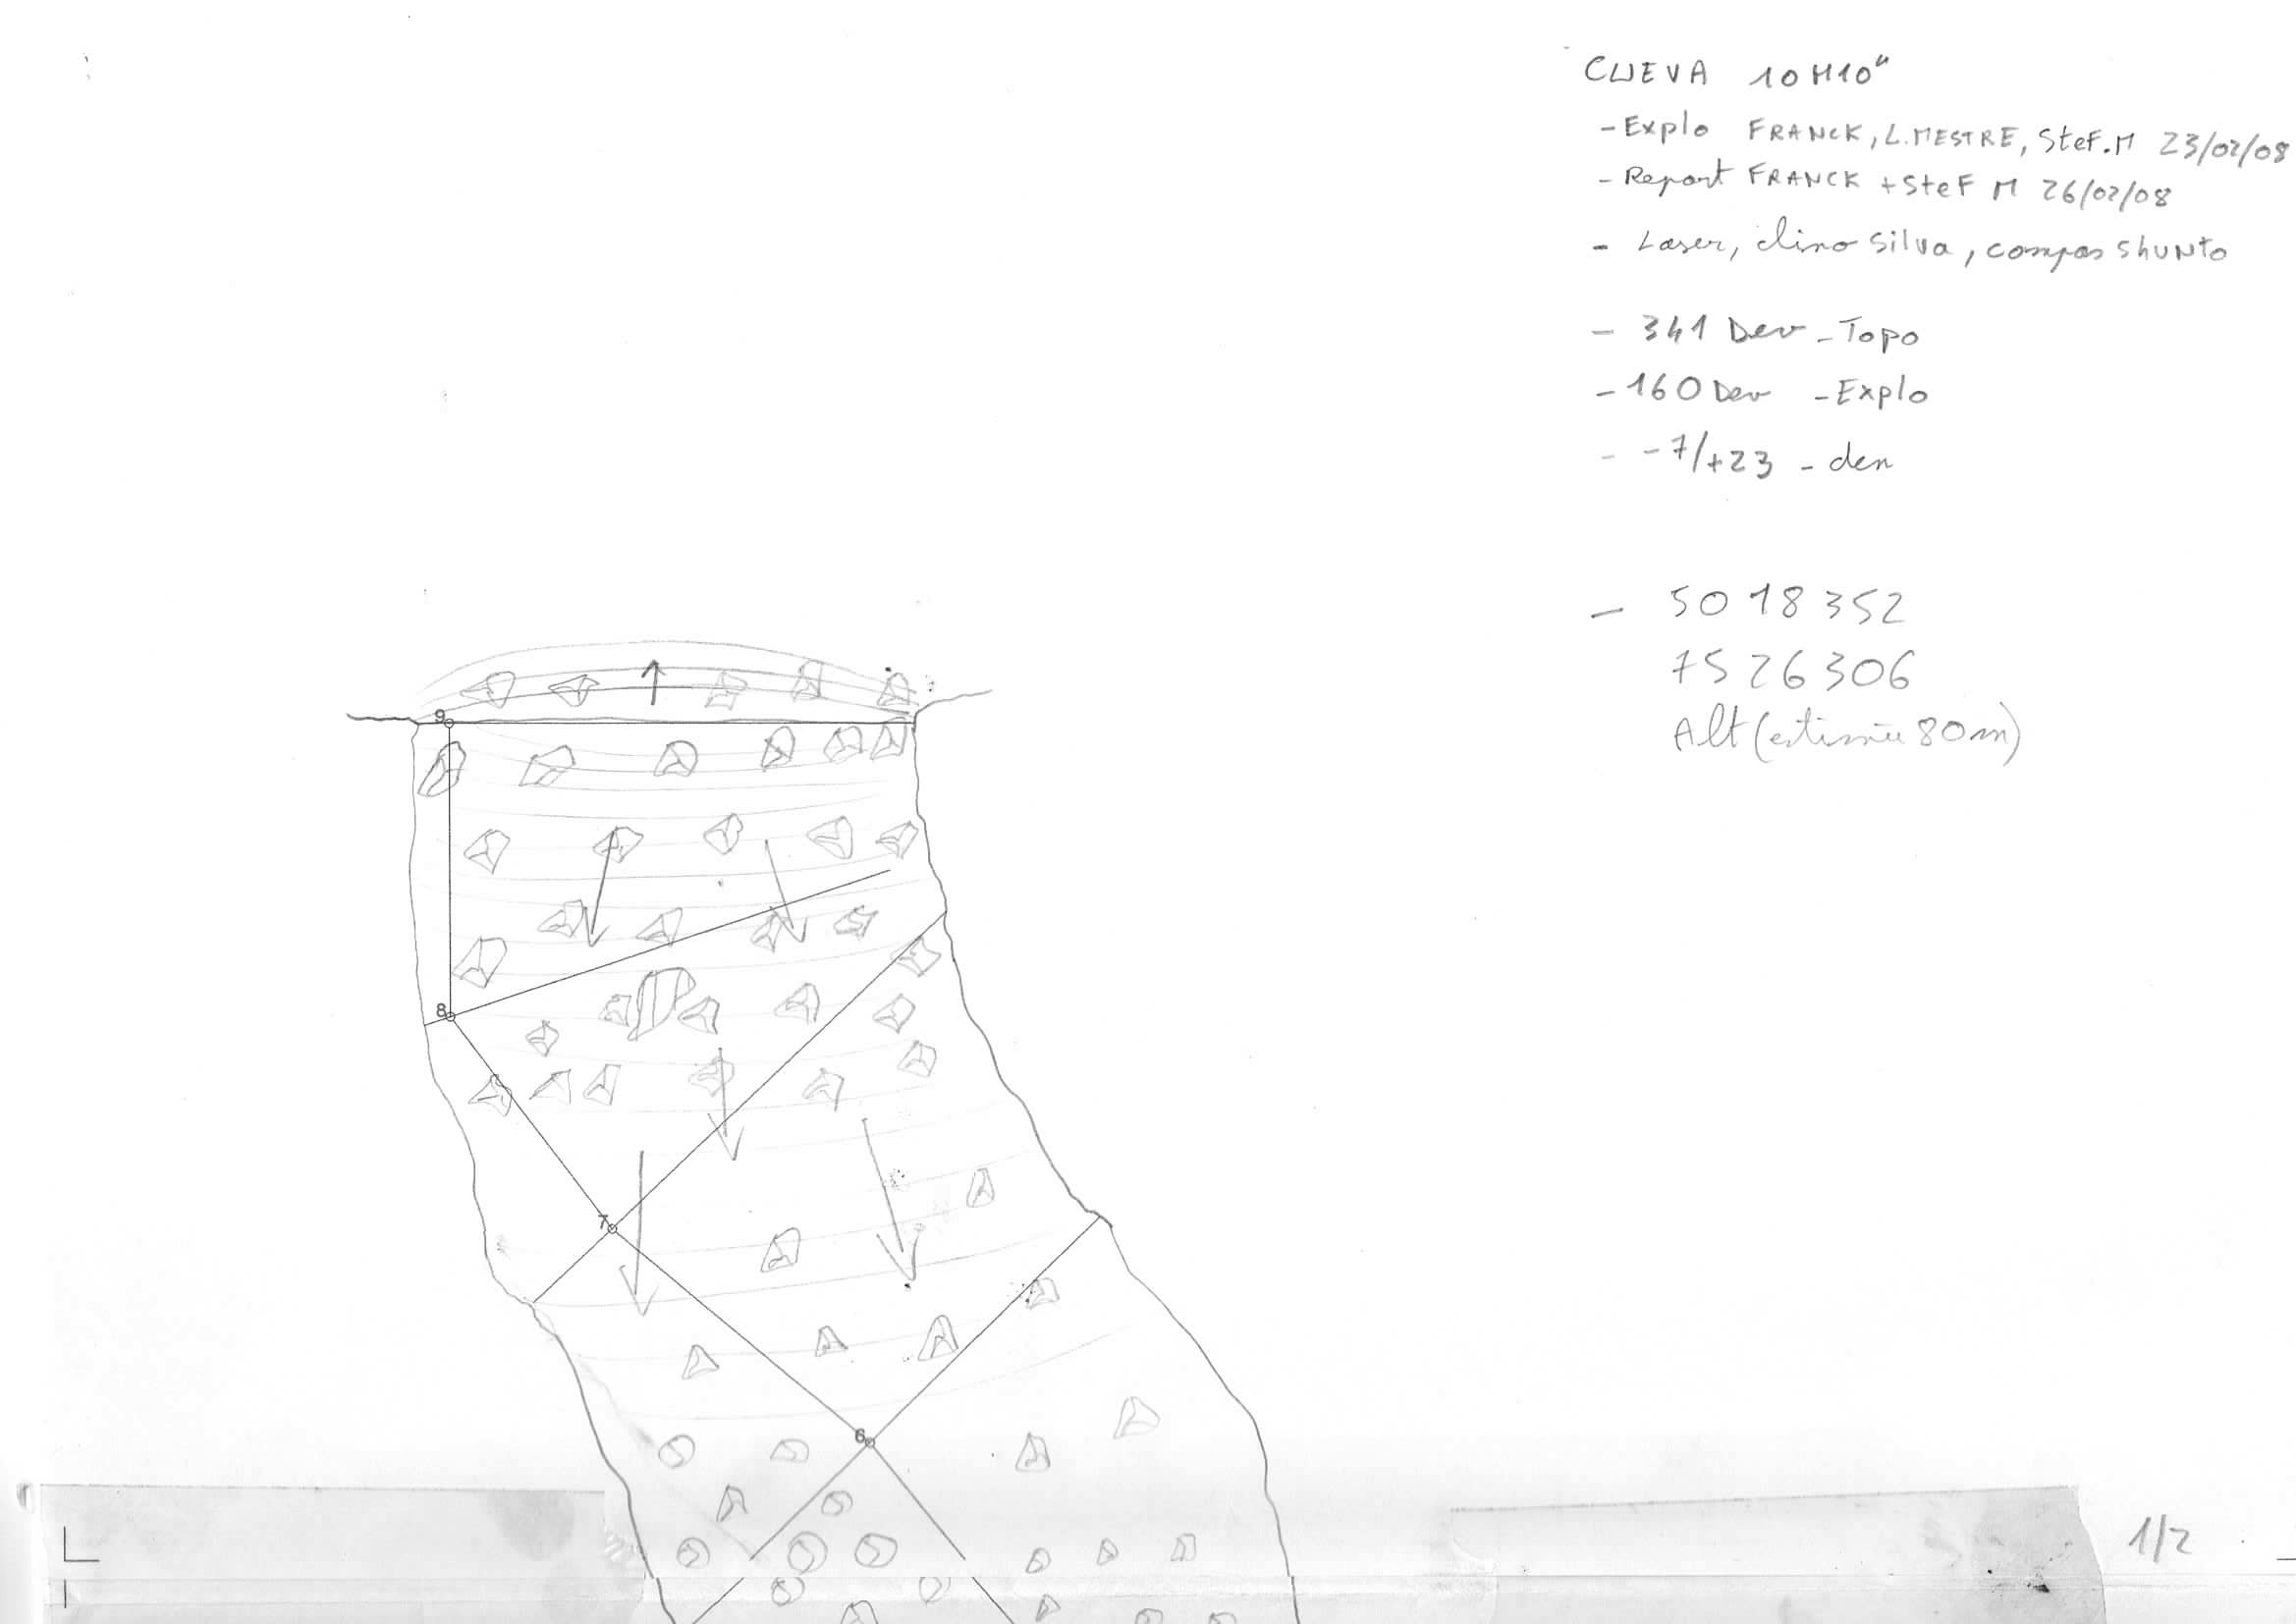 CUEVA 10H10"
- Explo FRANCK, L.MESTRE, Stef.M 23/02/08
- Report FRANCK + Stef M 26/02/08
- Laser, clino Silva, compas ShUNto
- 341 Dev - Topo
- 160 Dev - Explo
- -7/+23 - den
- 5018352
7526306
Alt (estimée 80m)
9
8
7
6
1/2